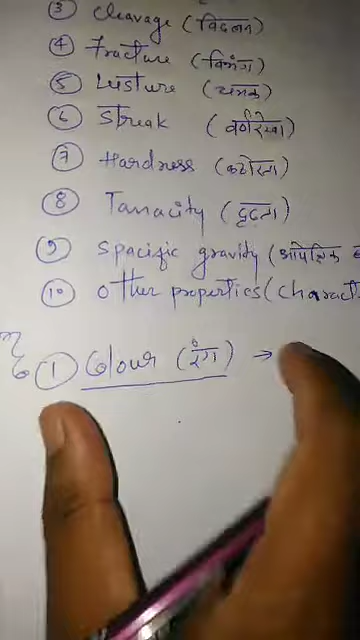 ③ Cleavage (विदलन)
④ Fracture (विभंग)
⑤ Lusture (चमक)
⑥ Streak (वर्णरेखा)
⑦ Hardness (कठोरता)
⑧ Tanacity (दृढ़ता)
⑨ Spacific gravity (आपेक्षिक
⑩ Other properties (Charact
① Colour (रंग) →